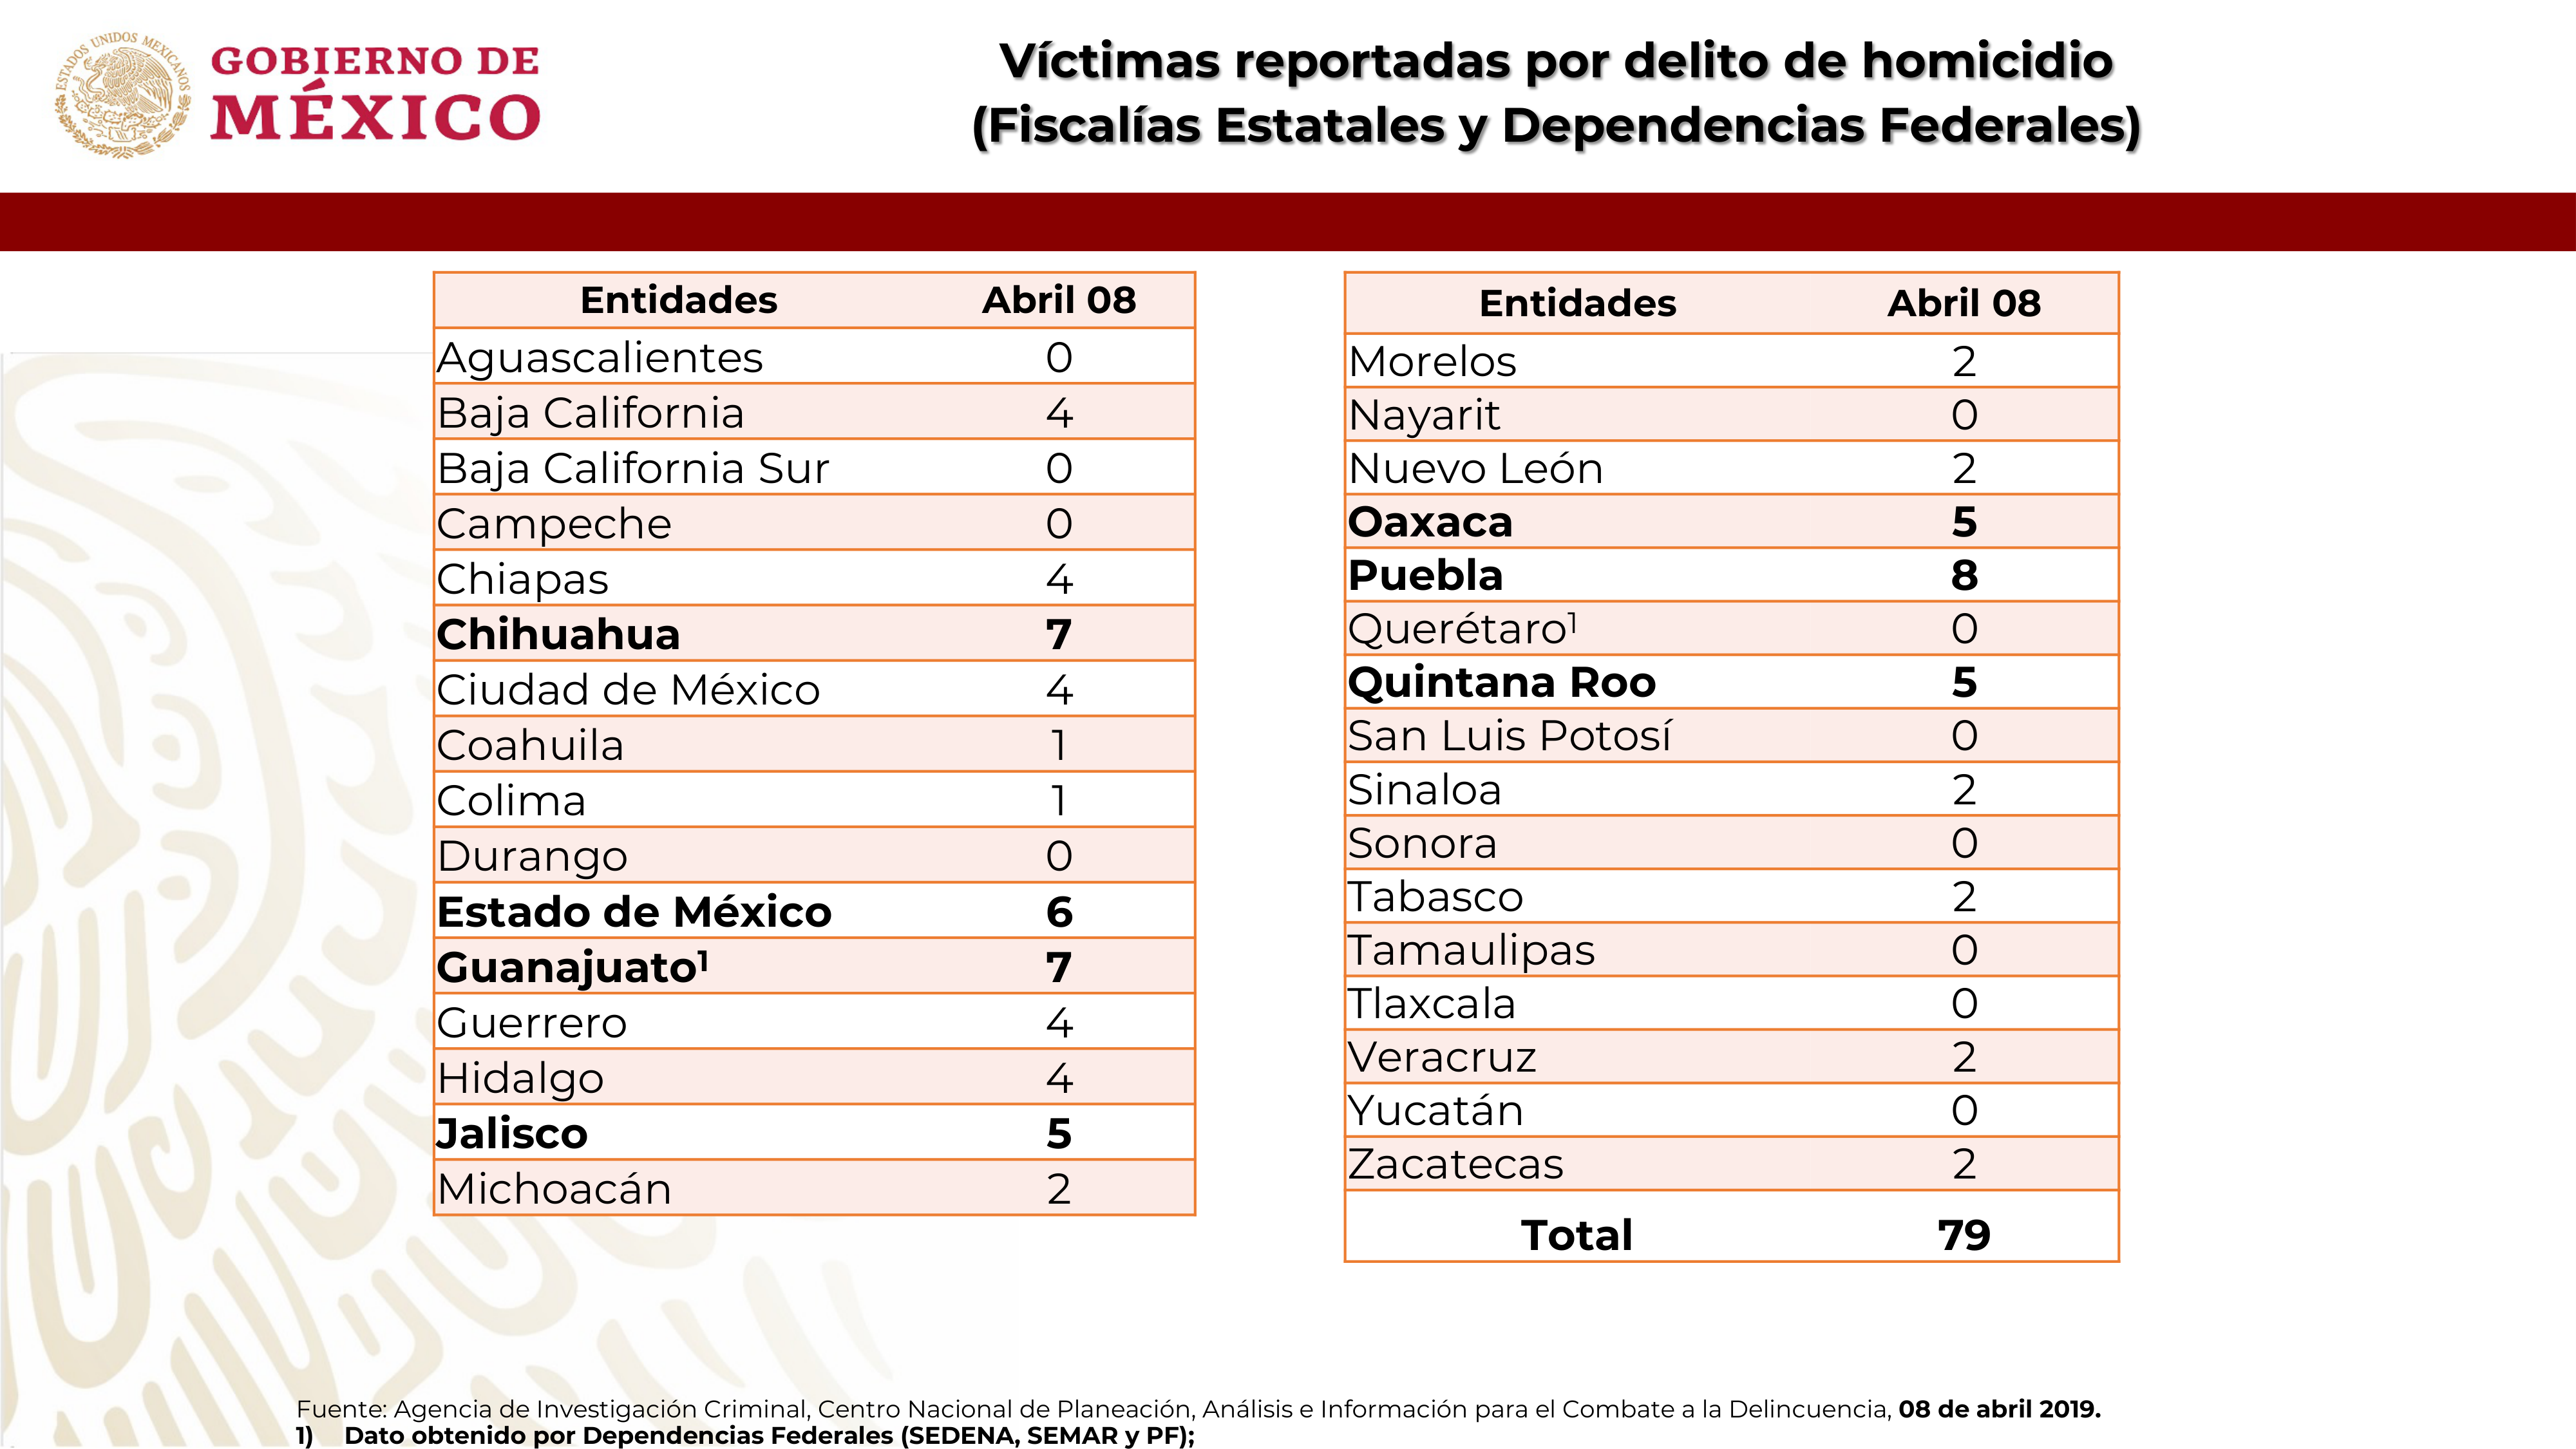 ESTADOS UNIDOS MEXICANOS
GOBIERNO DE
MÉXICO
Víctimas reportadas por delito de homicidio
(Fiscalías Estatales y Dependencias Federales)
Entidades Abril 08
Aguascalientes 0
Baja California 4
Baja California Sur 0
Campeche 0
Chiapas 4
Chihuahua 7
Ciudad de México 4
Coahuila 1
Colima 1
Durango 0
Estado de México 6
Guanajuato¹ 7
Guerrero 4
Hidalgo 4
Jalisco 5
Michoacán 2
Entidades Abril 08
Morelos 2
Nayarit 0
Nuevo León 2
Oaxaca 5
Puebla 8
Querétaro¹ 0
Quintana Roo 5
San Luis Potosí 0
Sinaloa 2
Sonora 0
Tabasco 2
Tamaulipas 0
Tlaxcala 0
Veracruz 2
Yucatán 0
Zacatecas 2
Total 79
Fuente: Agencia de Investigación Criminal, Centro Nacional de Planeación, Análisis e Información para el Combate a la Delincuencia, 08 de abril 2019.
1) Dato obtenido por Dependencias Federales (SEDENA, SEMAR y PF);